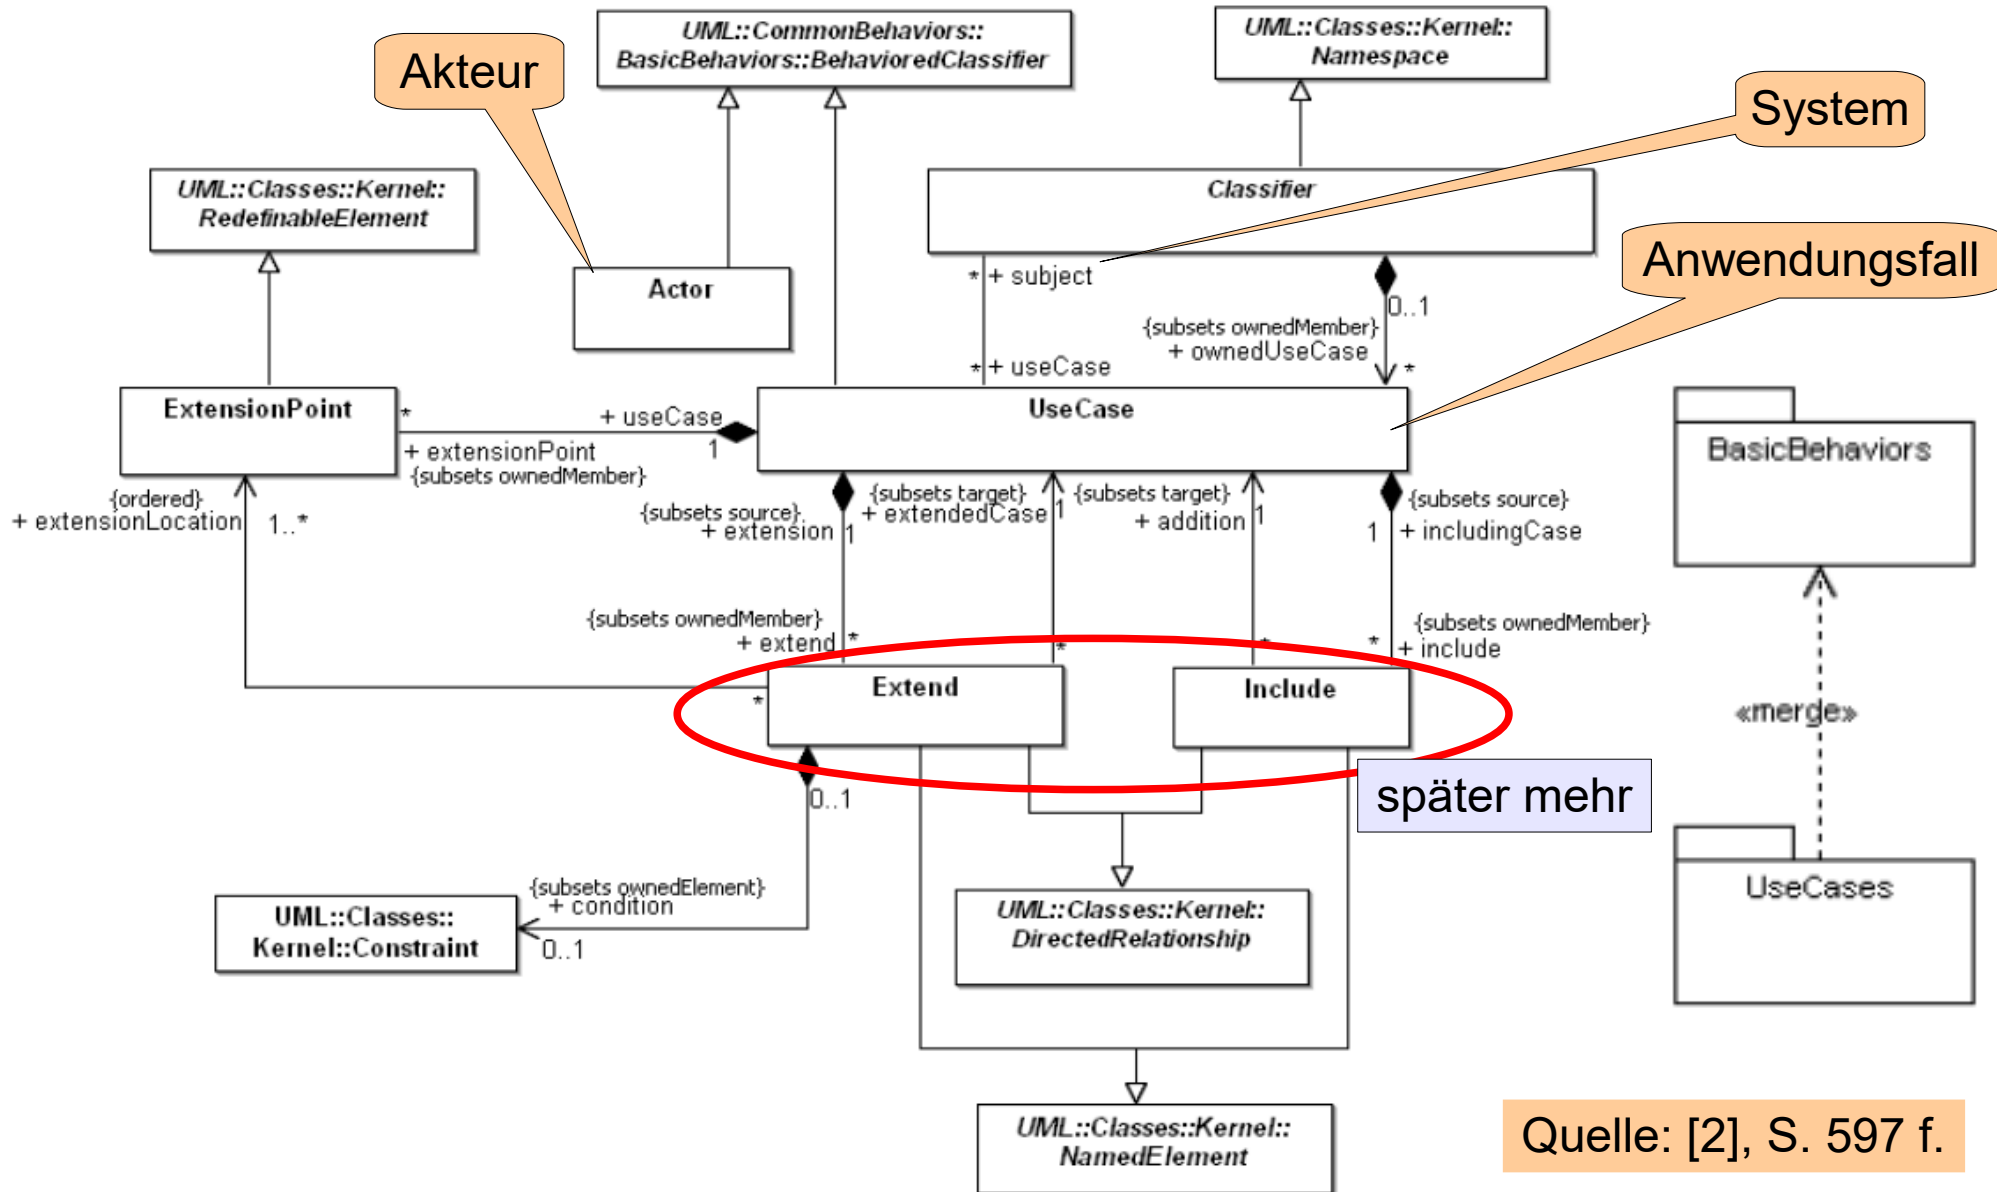 UML::CommonBehaviors::
BasicBehaviors::BehavioredClassifier
UML::Classes::Kernel::
Namespace
Akteur
System
UML::Classes::Kernel::
RedefinableElement
Classifier
Anwendungsfall
Actor
* + subject
0..1
{subsets ownedMember}
+ ownedUseCase
* + useCase
*
ExtensionPoint
*
+ useCase
1
+ extensionPoint
{subsets ownedMember}
UseCase
BasicBehaviors
{ordered}
+ extensionLocation
1..*
{subsets source}
+ extension
1
{subsets target}
+ extendedCase
1
{subsets target}
+ addition
1
{subsets source}
1 + includingCase
{subsets ownedMember}
+ extend
*
*
*
*
{subsets ownedMember}
+ include
*
Extend
Include
«merge»
0..1
später mehr
{subsets ownedElement}
+ condition
0..1
UML::Classes::
Kernel::Constraint
UML::Classes::Kernel::
DirectedRelationship
UseCases
UML::Classes::Kernel::
NamedElement
Quelle: [2], S. 597 f.